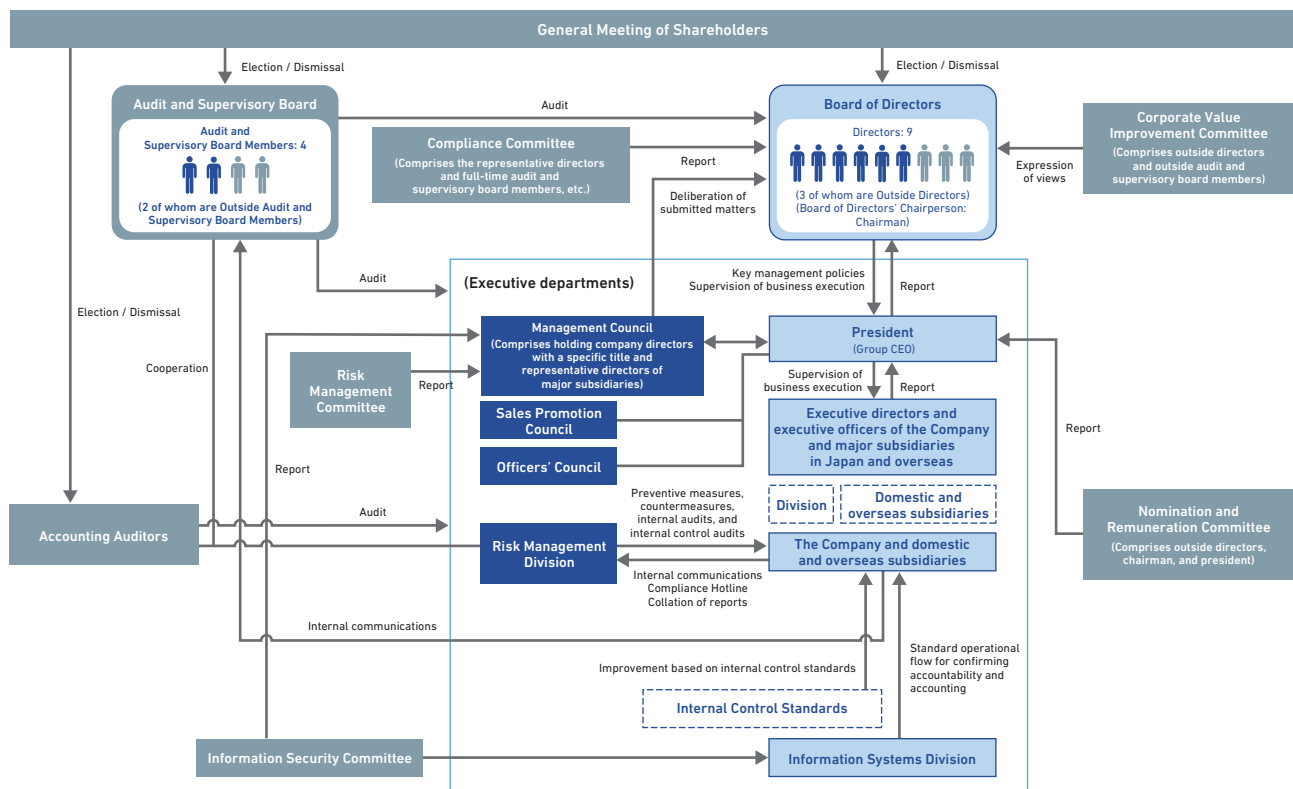 General Meeting of Shareholders
Election / Dismissal
Election / Dismissal
Audit and Supervisory Board
Audit and
Supervisory Board Members: 4
(2 of whom are Outside Audit and
Supervisory Board Members)
Audit
Compliance Committee
(Comprises the representative directors
and full-time audit and
supervisory board members, etc.)
Report
Deliberation of
submitted matters
Board of Directors
Directors: 9
(3 of whom are Outside Directors)
(Board of Directors’ Chairperson:
Chairman)
Expression
of views
Corporate Value
Improvement Committee
(Comprises outside directors
and outside audit and
supervisory board members)
Audit
(Executive departments)
Key management policies
Supervision of business execution
Report
Election / Dismissal
Cooperation
Management Council
(Comprises holding company directors
with a specific title and
representative directors of
major subsidiaries)
President
(Group CEO)
Risk
Management
Committee
Report
Supervision of
business execution
Report
Sales Promotion
Council
Officers’ Council
Executive directors and
executive officers of the Company
and major subsidiaries
in Japan and overseas
Report
Report
Division
Domestic and
overseas subsidiaries
Accounting Auditors
Audit
Preventive measures,
countermeasures,
internal audits, and
internal control audits
Risk Management
Division
The Company and domestic
and overseas subsidiaries
Internal communications
Compliance Hotline
Collation of reports
Nomination and
Remuneration Committee
(Comprises outside directors,
chairman, and president)
Internal communications
Improvement based on internal control standards
Standard operational
flow for confirming
accountability and
accounting
Internal Control Standards
Information Security Committee
Information Systems Division